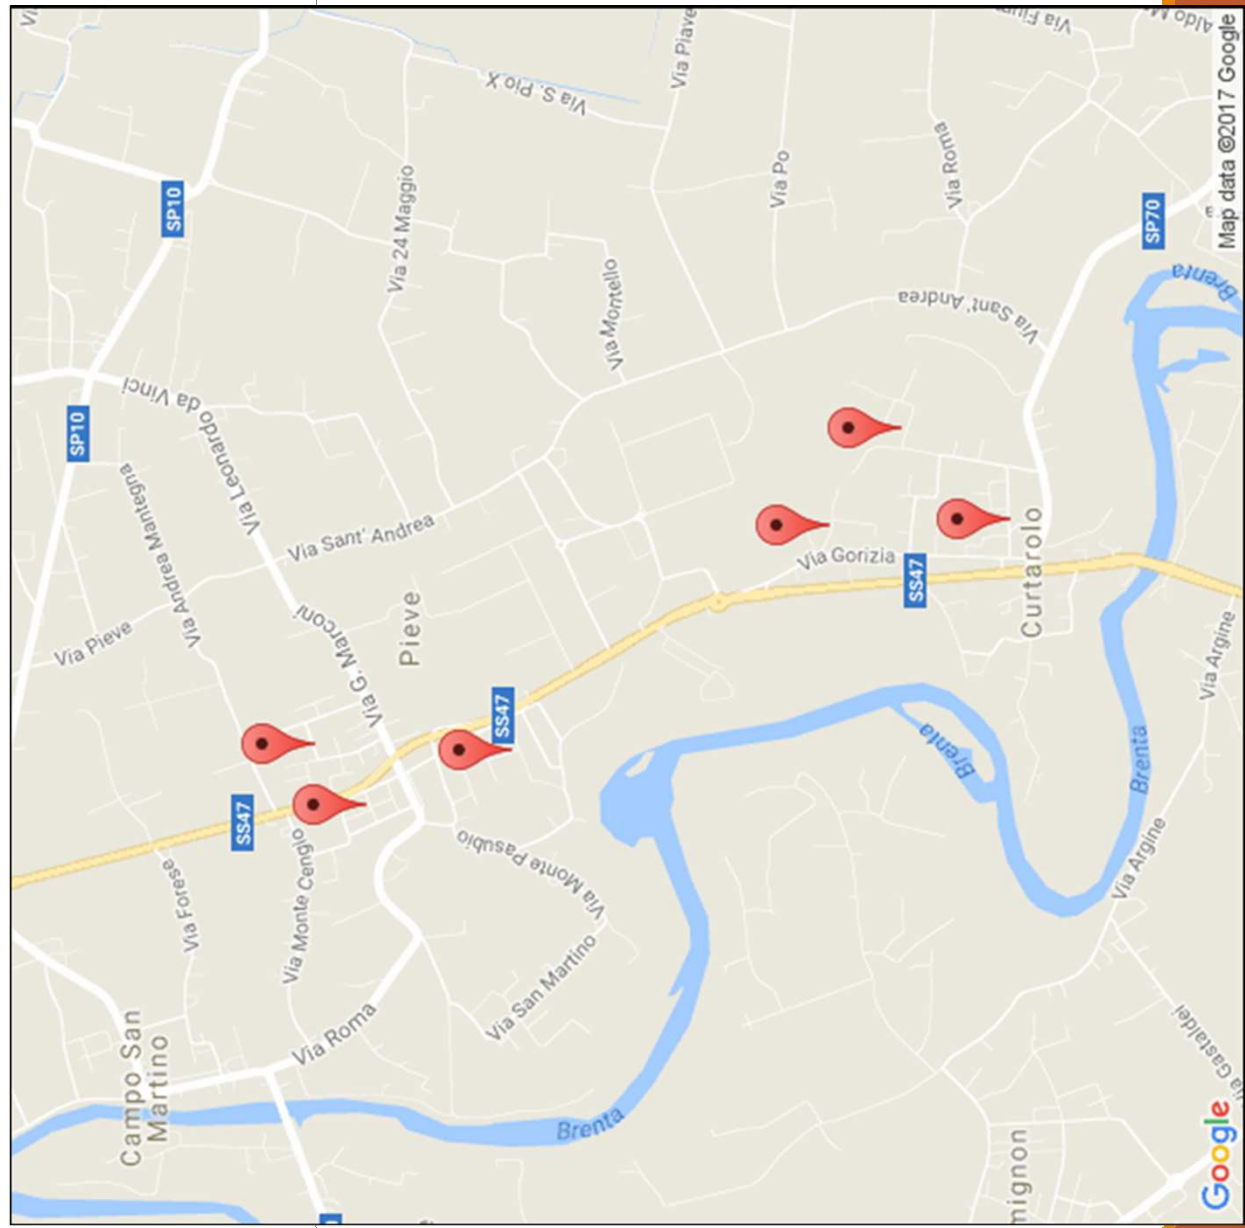 SP10
SP10
Via Leonardo da Vinci
Via Andrea Mantegna
Via Pieve
Via Sant' Andrea
Via G. Marconi
Pieve
Via 24 Maggio
Via S. Pio X
Via Piave
Via Montello
Via Po
Via Roma
Via Sant'Andrea
SP70
Brenta
Via Gorizia
SS47
Curtarolo
Via Argine
SS47
SS47
Via Forese
Via Monte Cengio
Via Monte Pasubio
Via San Martino
Via Roma
Campo San
Martino
Brenta
Brenta
Brenta
Via Argine
Via Gastaldei
mignon
Google
Map data ©2017 Google